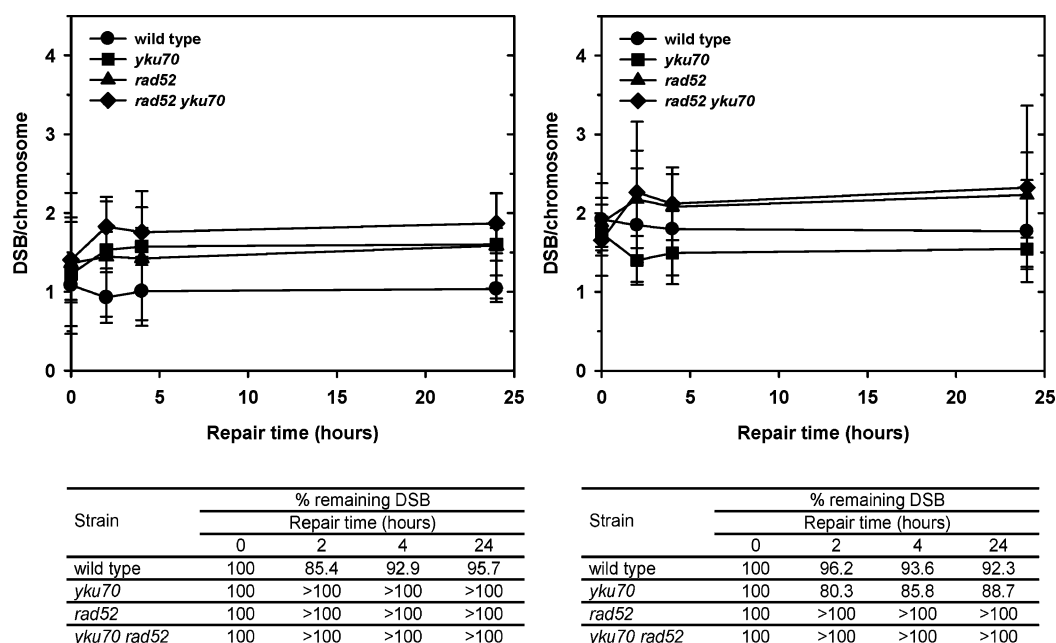 4
3
2
1
0
DSB/chromosome
wild type
yku70
rad52
rad52 yku70
0 5 10 15 20 25
Repair time (hours)
4
3
2
1
0
DSB/chromosome
wild type
yku70
rad52
rad52 yku70
0 5 10 15 20 25
Repair time (hours)
% remaining DSB
Strain
Repair time (hours)
0 2 4 24
wild type 100 85.4 92.9 95.7
yku70 100 >100 >100 >100
rad52 100 >100 >100 >100
yku70 rad52 100 >100 >100 >100
% remaining DSB
Strain
Repair time (hours)
0 2 4 24
wild type 100 96.2 93.6 92.3
yku70 100 80.3 85.8 88.7
rad52 100 >100 >100 >100
yku70 rad52 100 >100 >100 >100